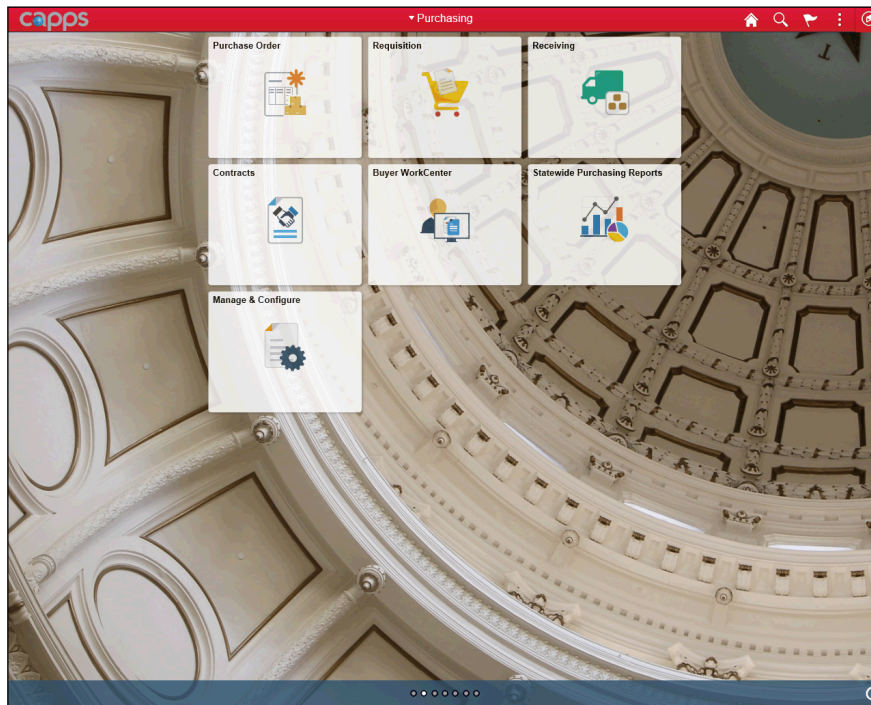 capps
Purchasing
Purchase Order
Requisition
Receiving
Contracts
Buyer WorkCenter
Statewide Purchasing Reports
Manage & Configure